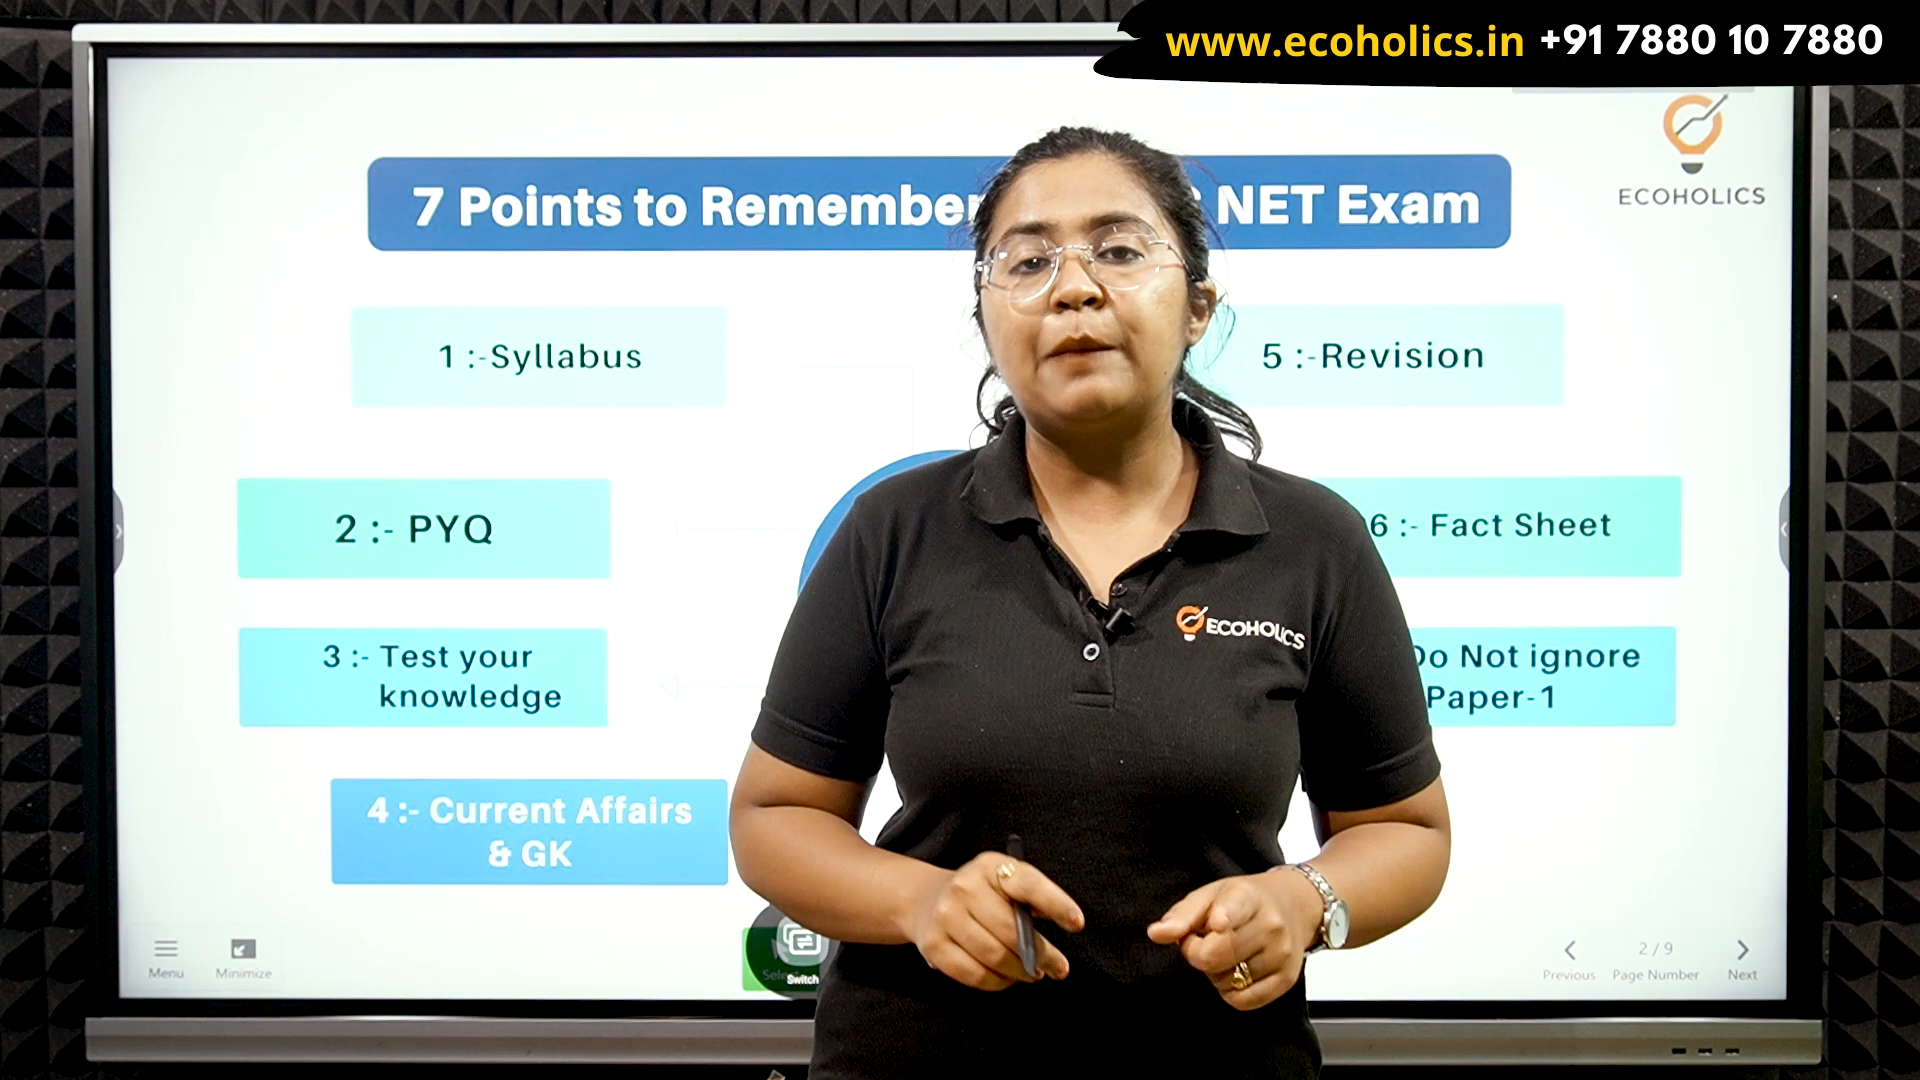 www.ecoholics.in +91 7880 10 7880
ECOHOLICS
7 Points to Remember NET Exam
1 :-Syllabus
5 :-Revision
2 :- PYQ
6 :- Fact Sheet
3 :- Test your
knowledge
Do Not ignore
Paper-1
4 :- Current Affairs
& GK
ECOHOLICS
Menu
Minimize
Switch
Previous
2 / 9
Page Number
Next